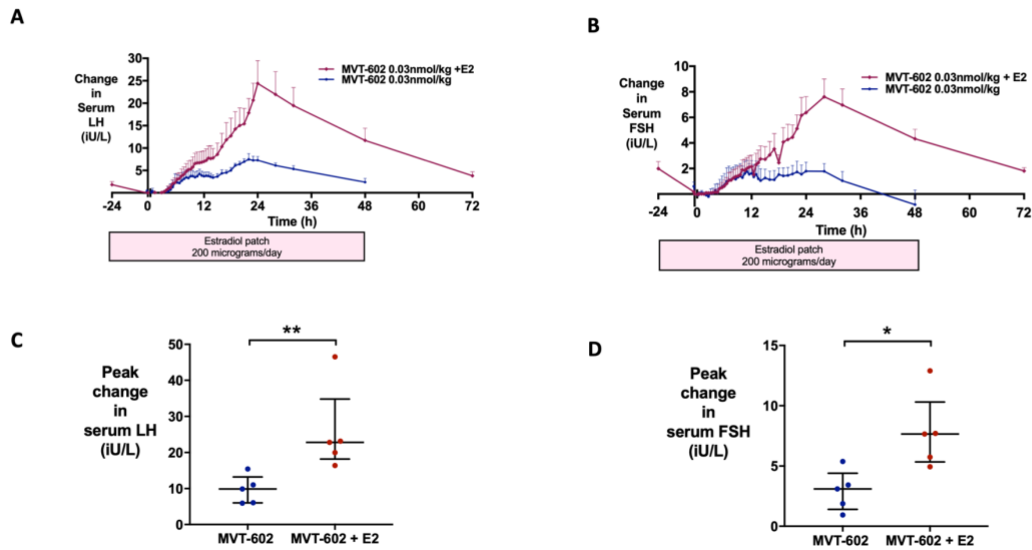 A
Change
in
Serum
LH
(iU/L)
30
25
20
15
10
5
MVT-602 0.03nmol/kg +E2
MVT-602 0.03nmol/kg
-24
0
12
24
36
48
60
72
Time (h)
Estradiol patch
200 micrograms/day
B
Change
in
Serum
FSH
(iU/L)
10
8
6
4
2
MVT-602 0.03nmol/kg + E2
MVT-602 0.03nmol/kg
-24
0
12
24
36
48
60
72
Time (h)
Estradiol patch
200 micrograms/day
C
Peak
change
in
serum LH
(iU/L)
50
40
30
20
10
0
**
MVT-602
MVT-602 + E2
D
Peak
change
in
serum FSH
(iU/L)
15
10
5
0
*
MVT-602
MVT-602 + E2